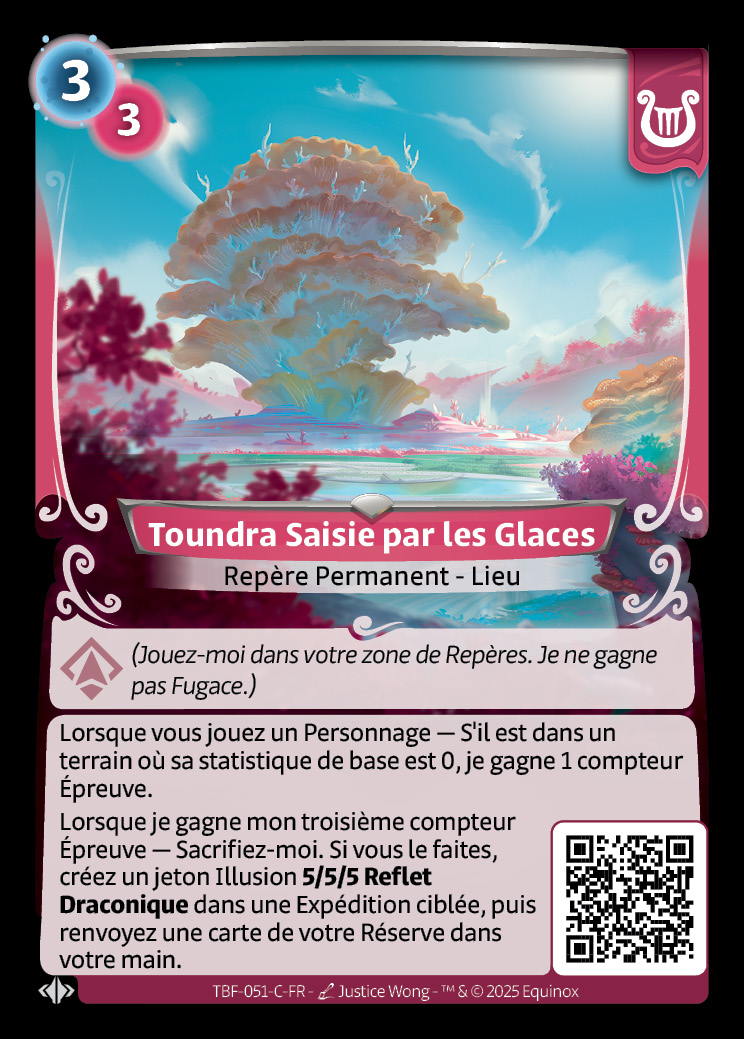 3
3
Toundra Saisie par les Glaces
Repère Permanent - Lieu
(Jouez-moi dans votre zone de Repères. Je ne gagne
pas Fugace.)
Lorsque vous jouez un Personnage — S'il est dans un
terrain où sa statistique de base est 0, je gagne 1 compteur
Épreuve.
Lorsque je gagne mon troisième compteur
Épreuve — Sacrifiez-moi. Si vous le faites,
créez un jeton Illusion 5/5/5 Reflet
Draconique dans une Expédition ciblée, puis
renvoyez une carte de votre Réserve dans
votre main.
TBF-051-C-FR - Justice Wong - ™ & © 2025 Equinox